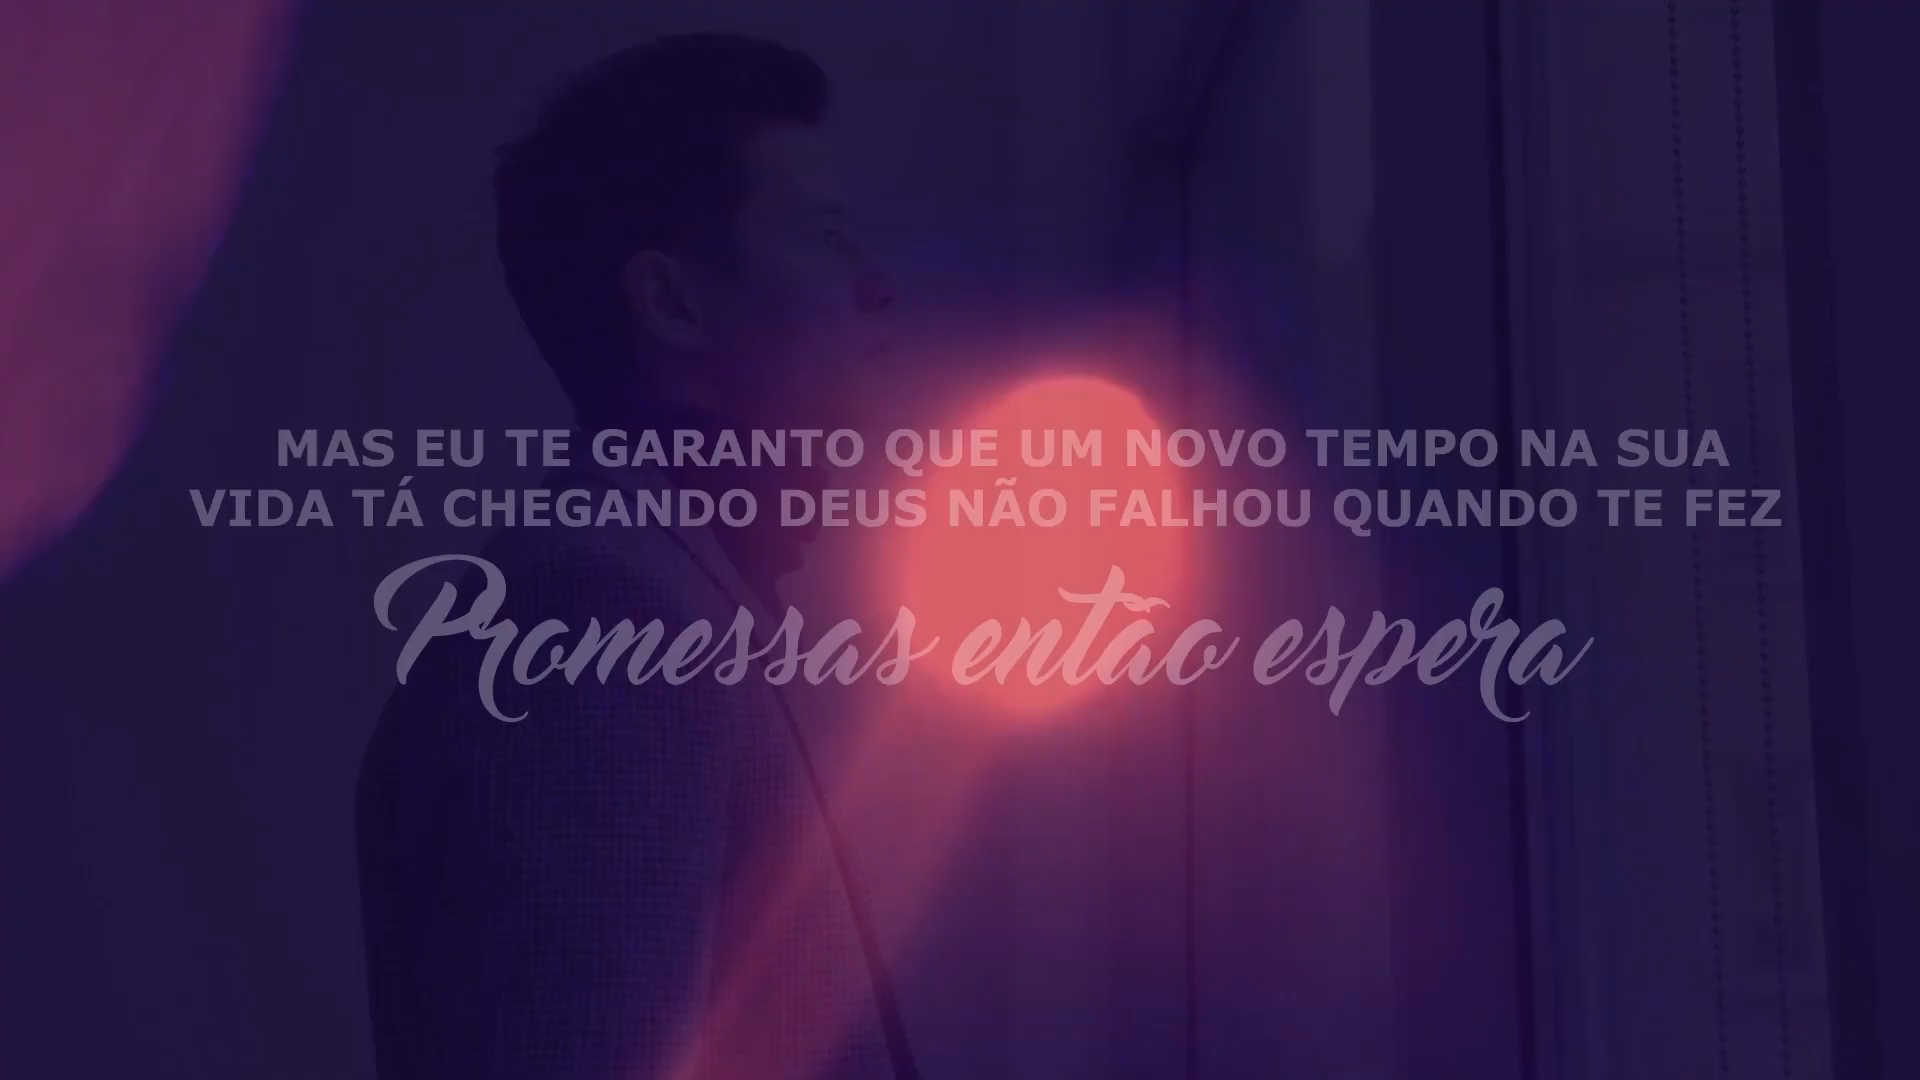 MAS EU TE GARANTO QUE UM NOVO TEMPO NA SUA
VIDA TÁ CHEGANDO DEUS NÃO FALHOU QUANDO TE FEZ
Promessas então espera